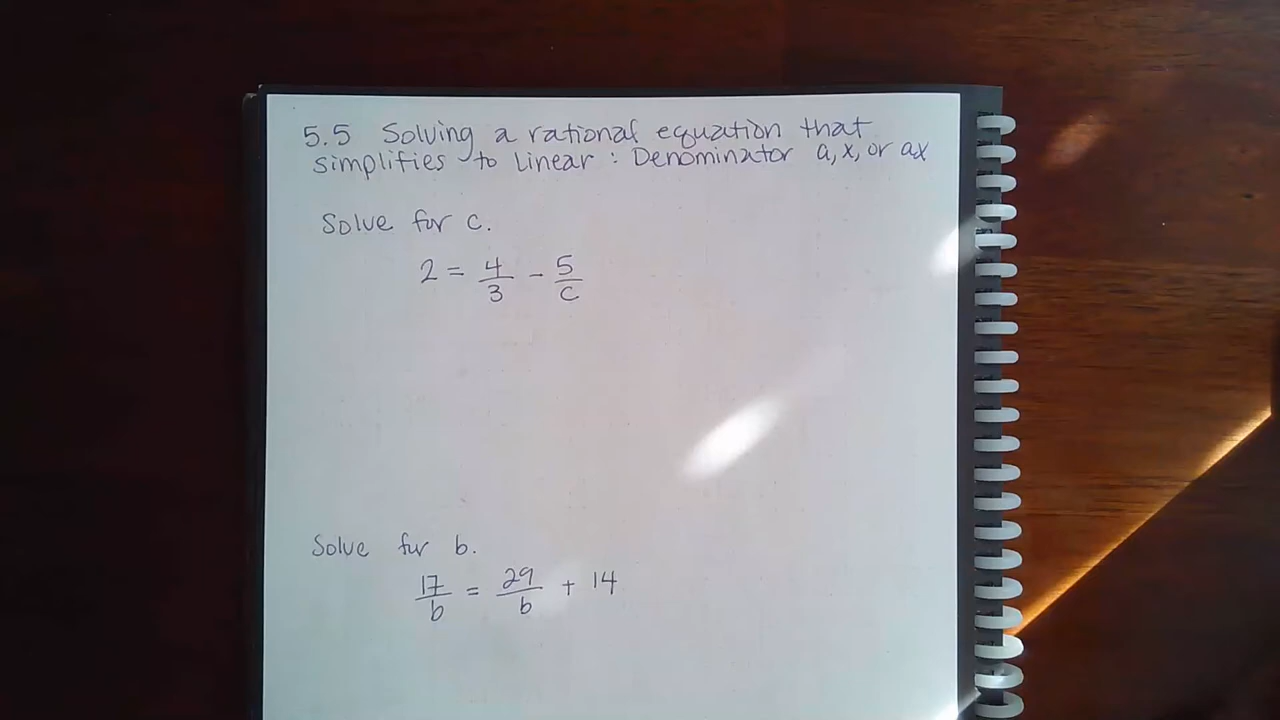 5.5 Solving a rational equation that
simplifies to linear : Denominator a, x, or ax
Solve for c.
2 = 4/3 - 5/c
Solve for b.
17/b = 29/b + 14